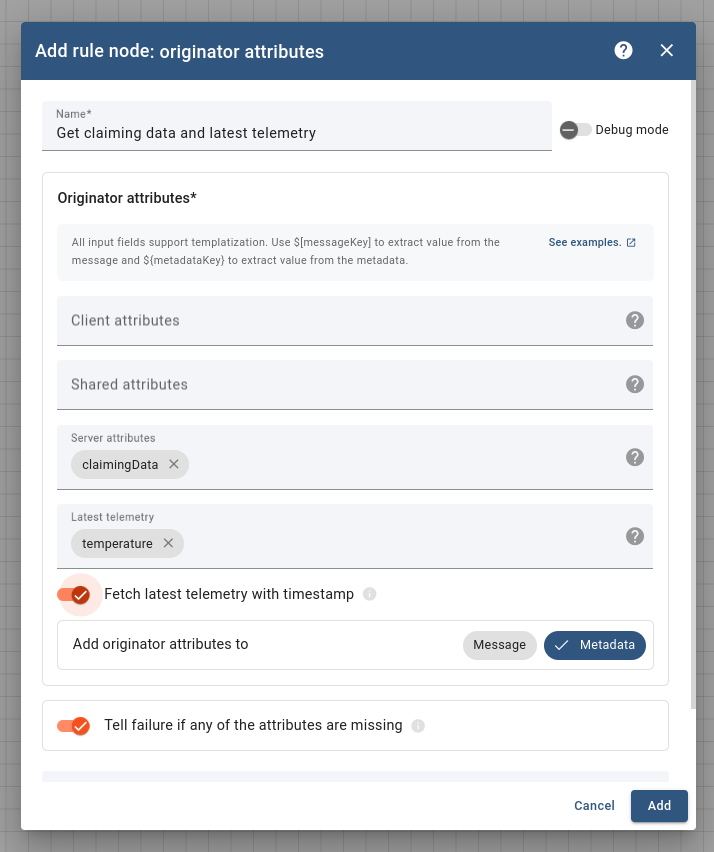 Add rule node: originator attributes
Name*
Get claiming data and latest telemetry
Debug mode
Originator attributes*
All input fields support templatization. Use $[messageKey] to extract value from the
message and ${metadataKey} to extract value from the metadata.
See examples.
Client attributes
Shared attributes
Server attributes
claimingData
Latest telemetry
temperature
Fetch latest telemetry with timestamp
Add originator attributes to
Message
Metadata
Tell failure if any of the attributes are missing
Cancel
Add